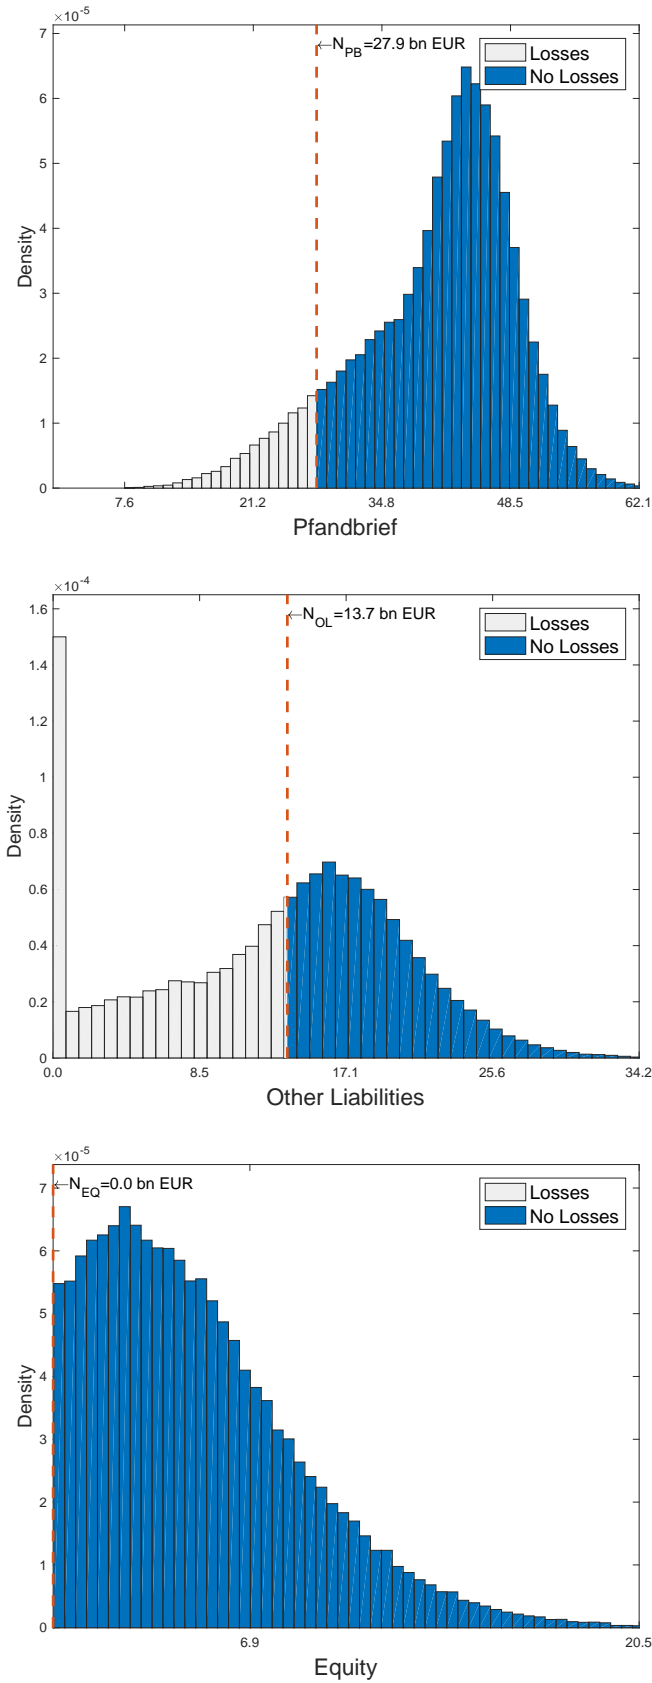 ×10⁻⁵
7
←N_PB=27.9 bn EUR
Losses
No Losses
6
5
4
3
2
1
0
Density
7.6 21.2 34.8 48.5 62.1
Pfandbrief
×10⁻⁴
1.6
←N_OL=13.7 bn EUR
Losses
No Losses
1.4
1.2
1
0.8
0.6
0.4
0.2
0
Density
0.0 8.5 17.1 25.6 34.2
Other Liabilities
×10⁻⁵
7
←N_EQ=0.0 bn EUR
Losses
No Losses
6
5
4
3
2
1
0
Density
6.9 20.5
Equity